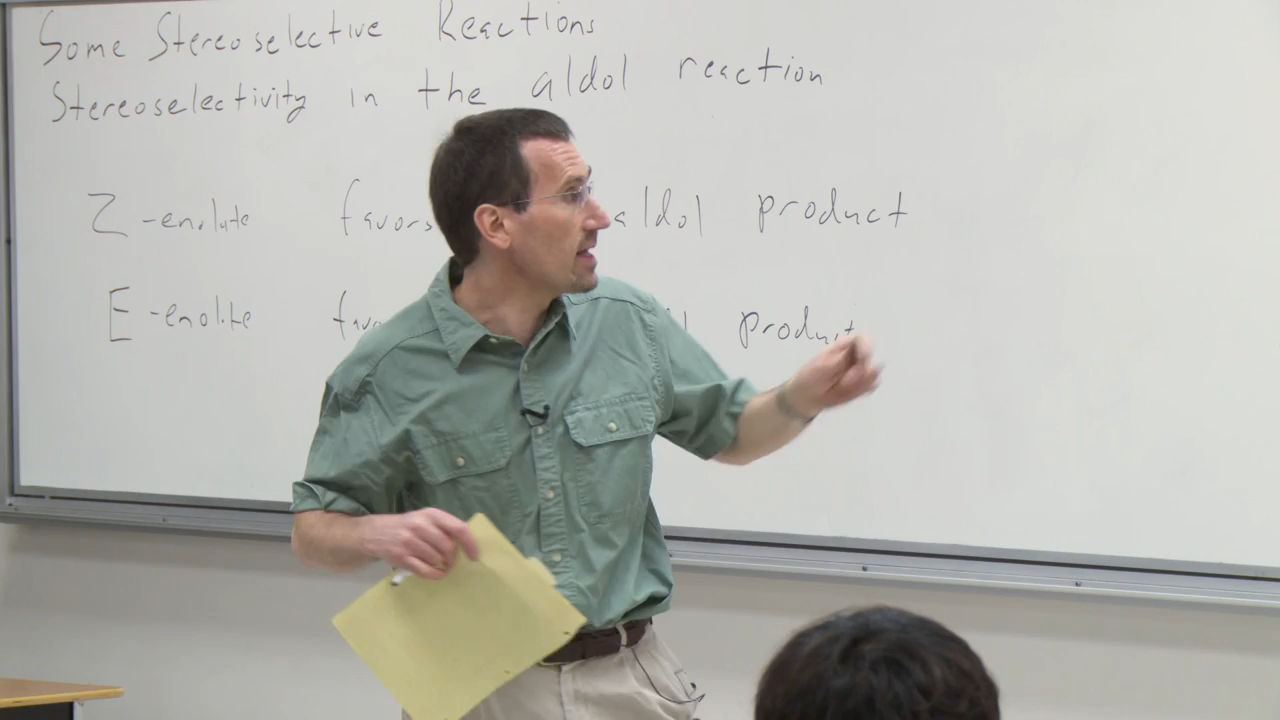 Some Stereoselective Reactions
Stereoselectivity in the aldol reaction
Z-enolate favors aldol product
E-enolate product